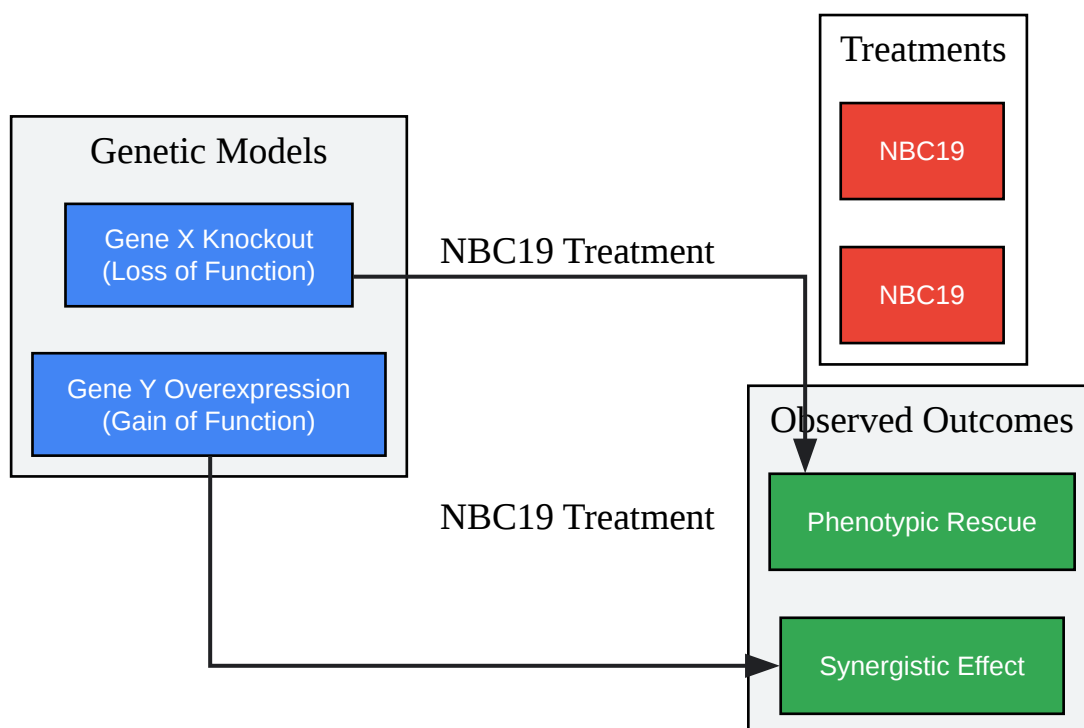 Treatments
NBC19
NBC19
Genetic Models
Gene X Knockout
(Loss of Function)
Gene Y Overexpression
(Gain of Function)
NBC19 Treatment
NBC19 Treatment
Observed Outcomes
Phenotypic Rescue
Synergistic Effect